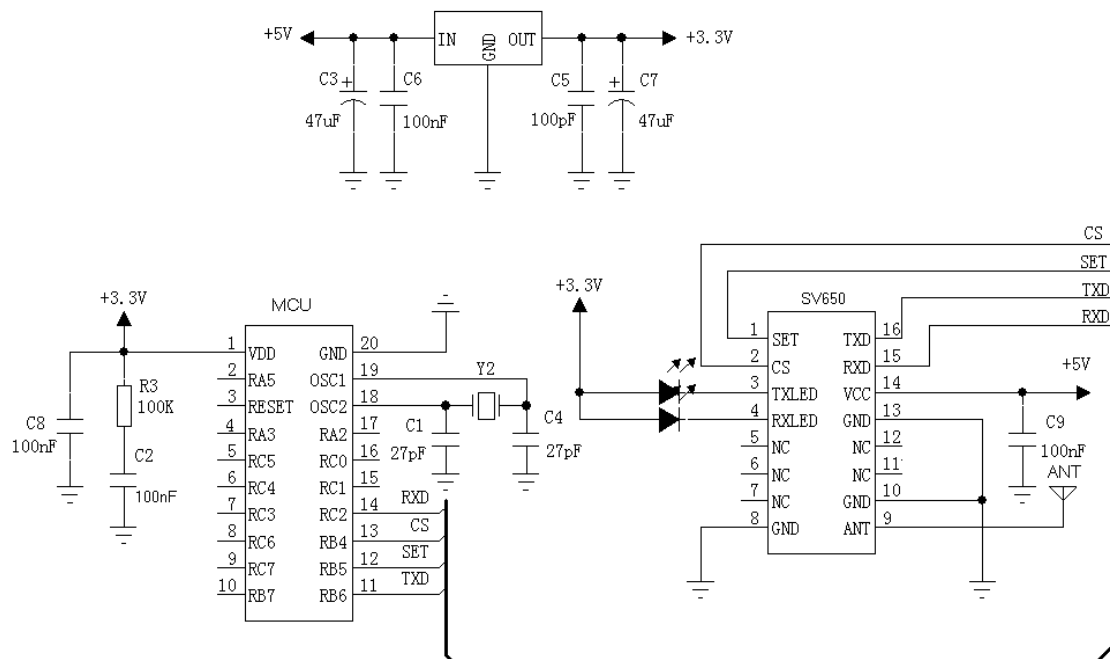 +5V IN GND OUT +3.3V
C3 + C6 C5 + C7
47uF 100nF 100pF 47uF
CS
SET
TXD
RXD
+3.3V MCU
1 VDD GND 20
2 RA5 OSC1 19
3 RESET OSC2 18
4 RA3 RA2 17
5 RC5 RC0 16
6 RC4 RC1 15
7 RC3 RC2 14 RXD
8 RC6 RB4 13 CS
9 RC7 RB5 12 SET
10 RB7 RB6 11 TXD
R3
100K
C8
100nF
C2
100nF
Y2
C1
27pF
C4
27pF
+3.3V SV650
1 SET TXD 16
2 CS RXD 15
3 TXLED VCC 14 +5V
4 RXLED GND 13
5 NC NC 12
6 NC NC 11
7 NC GND 10
8 GND ANT 9
C9
100nF
ANT